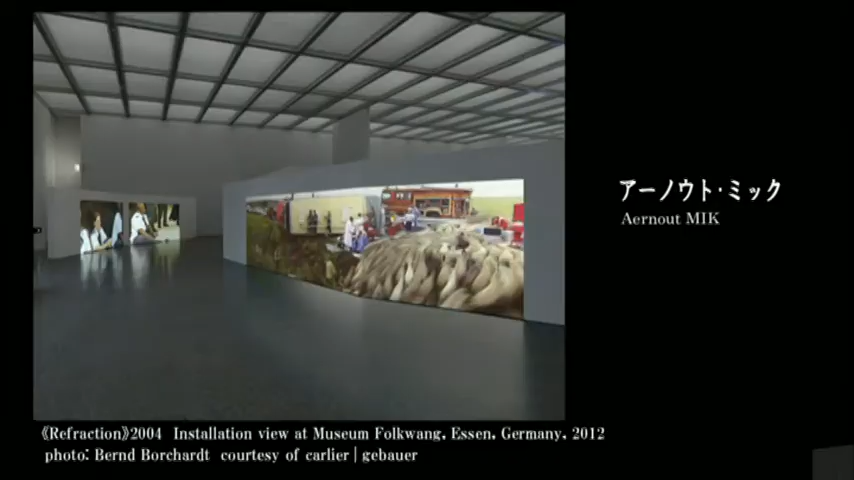 アーノウト・ミック
Aernout MIK
《Refraction》2004 Installation view at Museum Folkwang, Essen, Germany, 2012
photo: Bernd Borchardt courtesy of carlier | gebauer